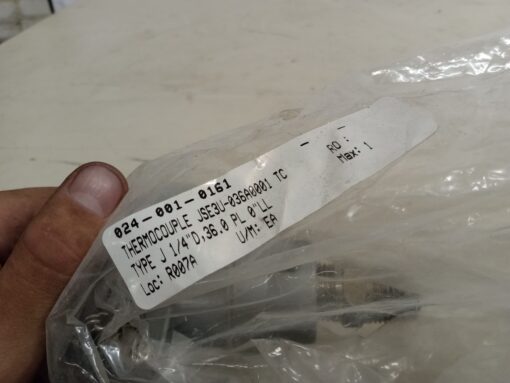 024-001-0161
THERMOCOUPLE JSE3U-036A0001 TC
TYPE J 1/4"D,36.0 PL 0"LL
Loc: R007A U/M: EA
- -
RO :
Max: 1